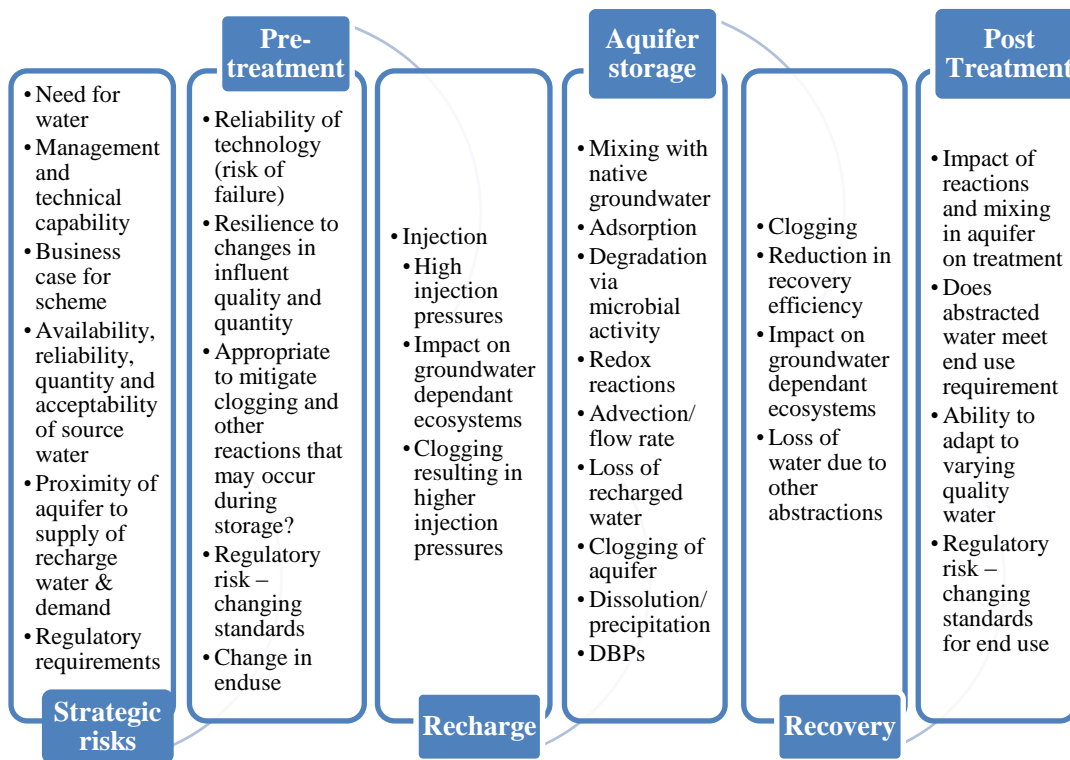 • Need for
water
• Management
and
technical
capability
• Business
case for
scheme
• Availability,
reliability,
quantity and
acceptability
of source
water
• Proximity of
aquifer to
supply of
recharge
water &
demand
• Regulatory
requirements
Strategic
risks
Pre-
treatment
• Reliability of
technology
(risk of
failure)
• Resilience to
changes in
influent
quality and
quantity
• Appropriate
to mitigate
clogging and
other
reactions that
may occur
during
storage?
• Regulatory
risk –
changing
standards
• Change in
enduse
• Injection
• High
injection
pressures
• Impact on
groundwater
dependant
ecosystems
• Clogging
resulting in
higher
injection
pressures
Recharge
Aquifer
storage
• Mixing with
native
groundwater
• Adsorption
• Degradation
via
microbial
activity
• Redox
reactions
• Advection/
flow rate
• Loss of
recharged
water
• Clogging of
aquifer
• Dissolution/
precipitation
• DBPs
• Clogging
• Reduction in
recovery
efficiency
• Impact on
groundwater
dependant
ecosystems
• Loss of
water due to
other
abstractions
Recovery
Post
Treatment
• Impact of
reactions
and mixing
in aquifer
on treatment
• Does
abstracted
water meet
end use
requirement
• Ability to
adapt to
varying
quality
water
• Regulatory
risk –
changing
standards
for end use